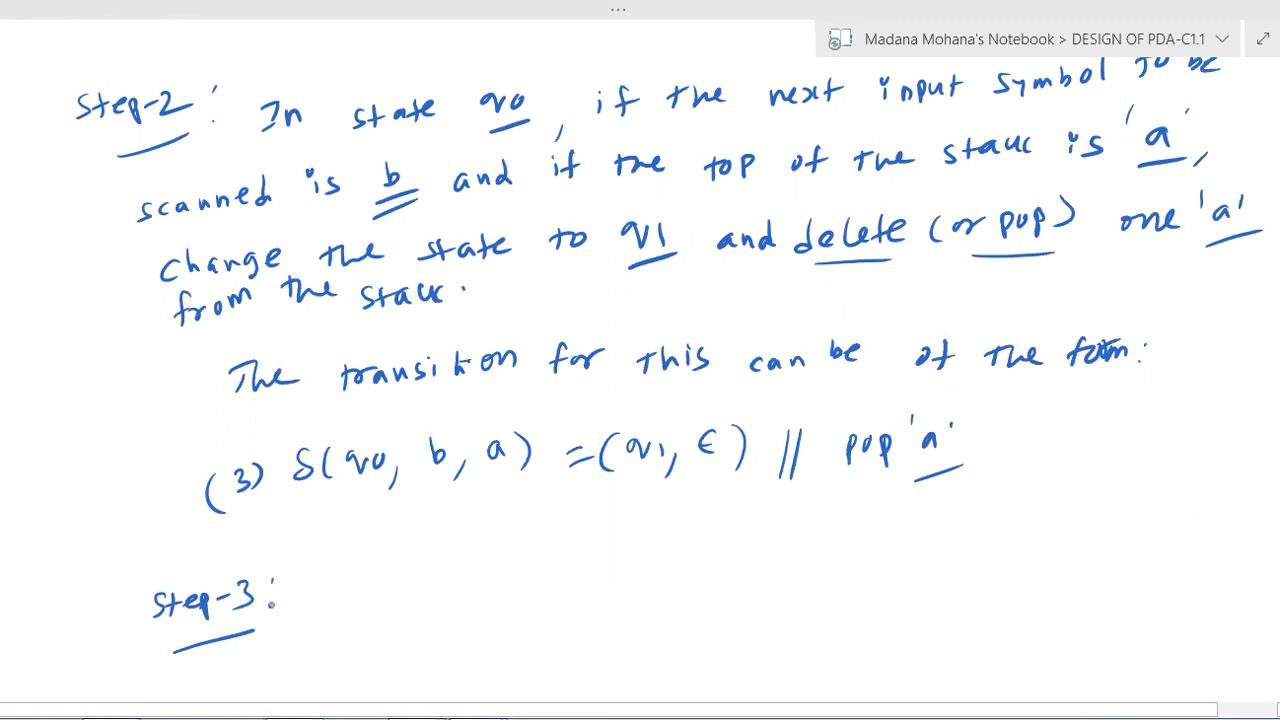 ...
Madana Mohana's Notebook > DESIGN OF PDA-C1.1
Step-2: In state q0, if the next input symbol to be
scanned is b and if the top of the stack is 'a',
change the state to q1 and delete (or pop) one 'a'
from the stack.
The transition for this can be of the form:
(3) δ(q0, b, a) = (q1, ϵ) // pop 'a'
Step-3: